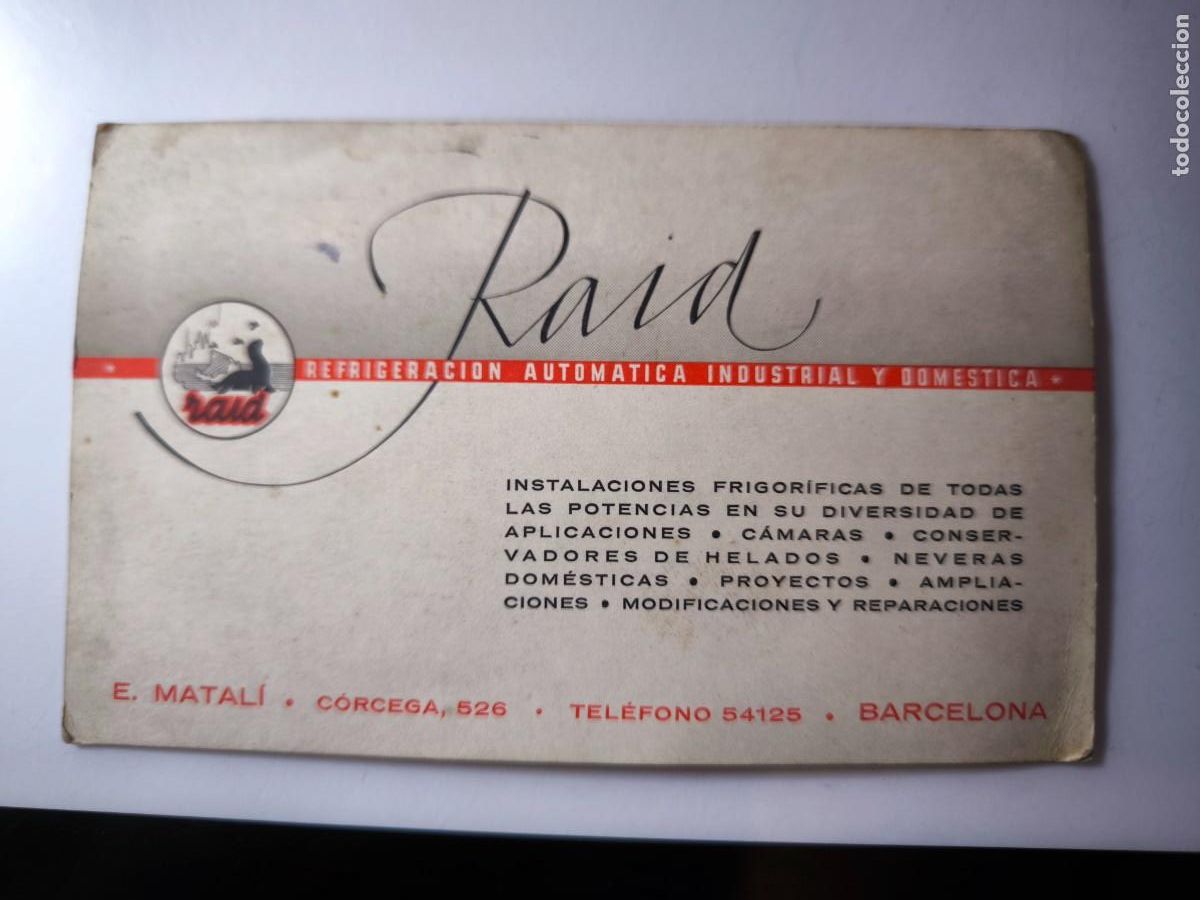 Raid
raid
REFRIGERACION AUTOMATICA INDUSTRIAL Y DOMESTICA
INSTALACIONES FRIGORÍFICAS DE TODAS
LAS POTENCIAS EN SU DIVERSIDAD DE
APLICACIONES • CÁMARAS • CONSER-
VADORES DE HELADOS • NEVERAS
DOMÉSTICAS • PROYECTOS • AMPLIA-
CIONES • MODIFICACIONES Y REPARACIONES
E. MATALÍ • CÓRCEGA, 526 • TELÉFONO 54125 • BARCELONA
todocoleccion